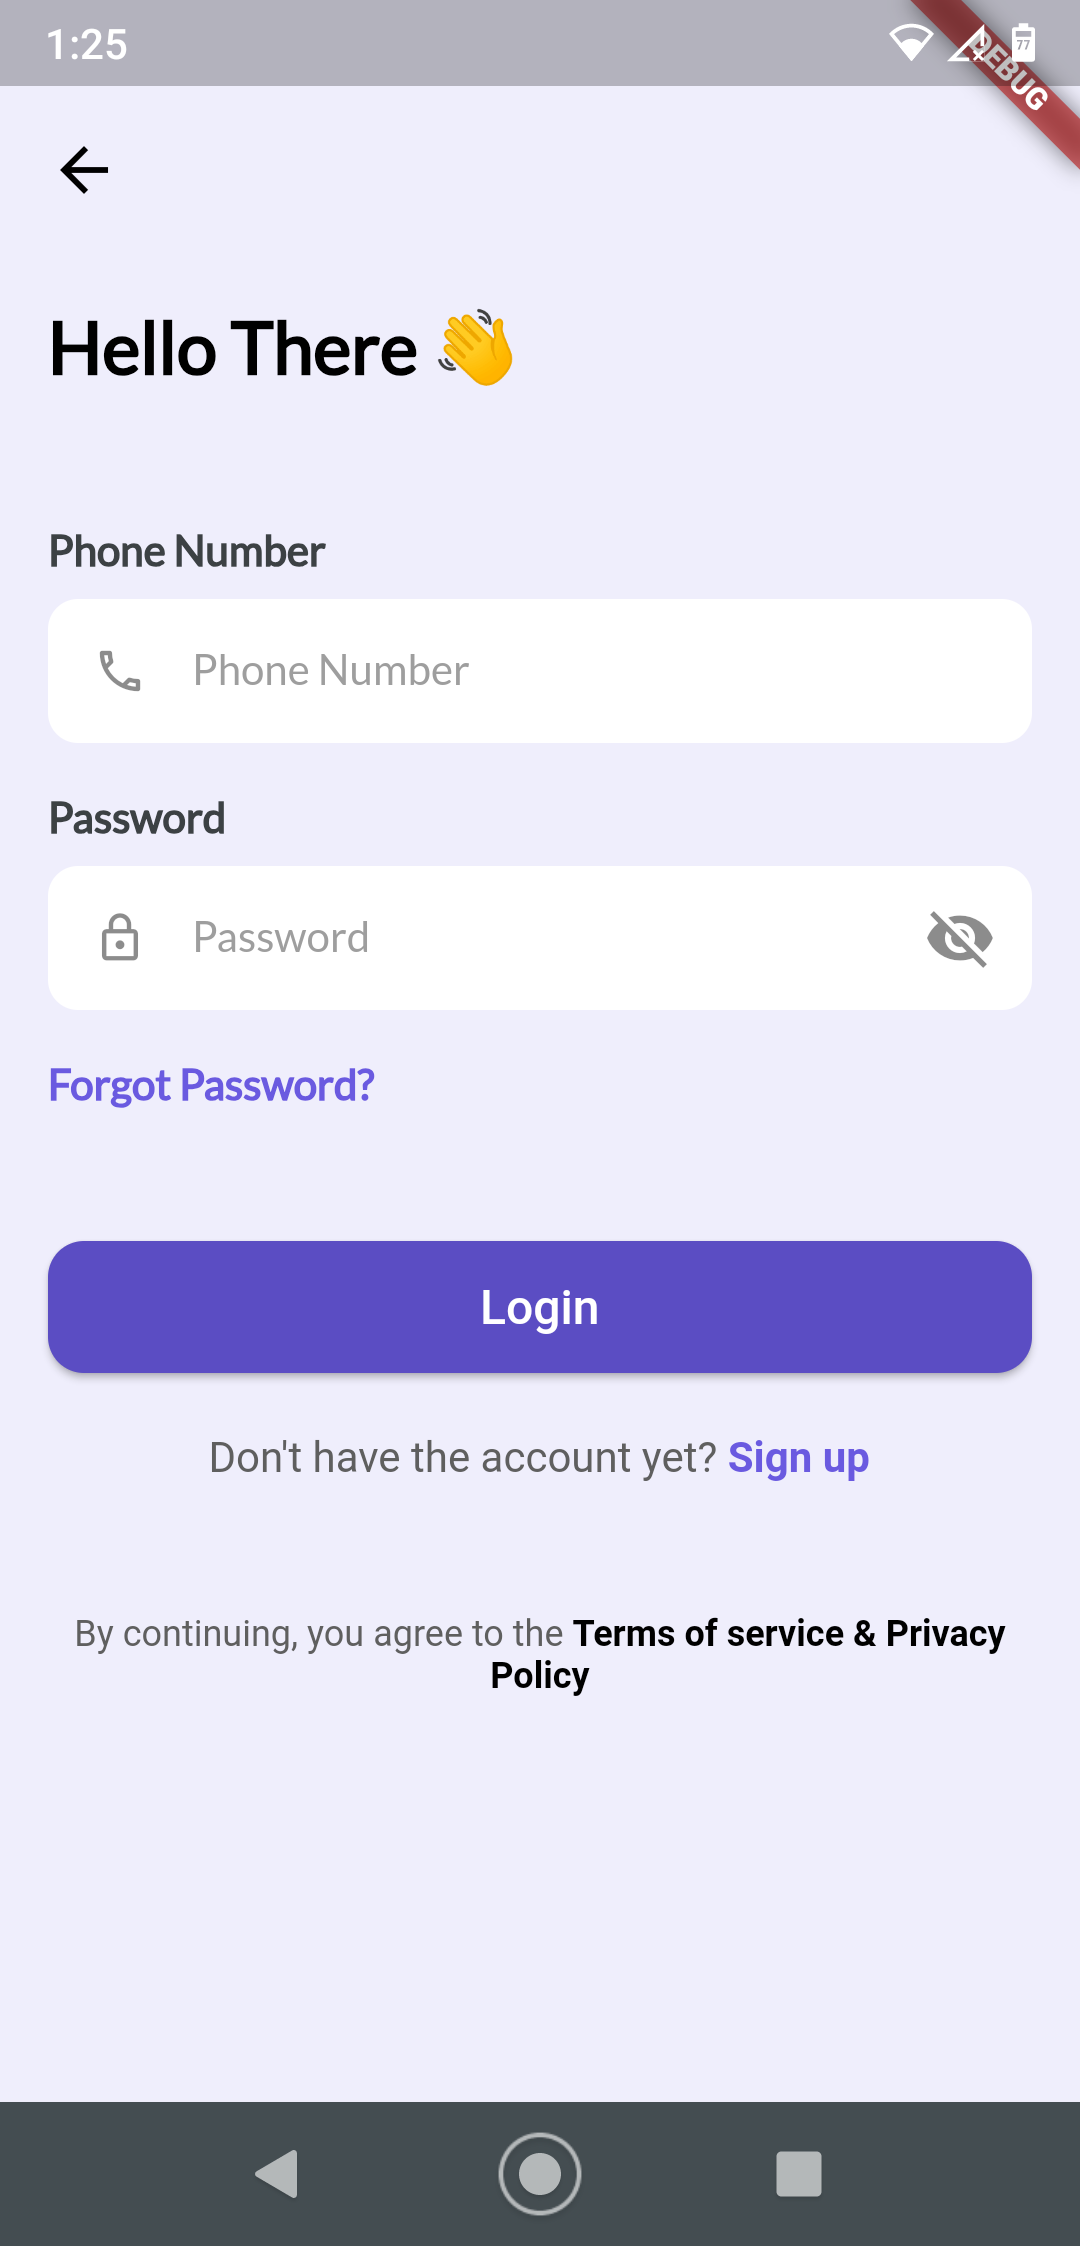 1:25
77
DEBUG
Hello There 👋
Phone Number
Phone Number
Password
Password
Forgot Password?
Login
Don't have the account yet? Sign up
By continuing, you agree to the Terms of service & Privacy
Policy